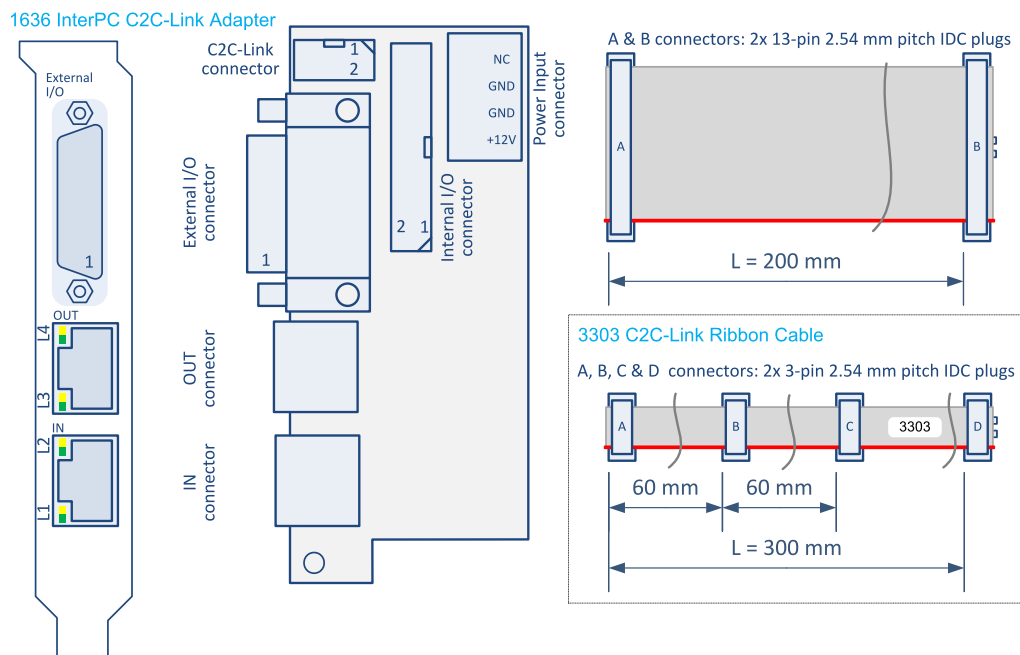 1636 InterPC C2C-Link Adapter
External
I/O
1
OUT
L4
L3
IN
L2
L1
C2C-Link
connector
1
2
External I/O
connector
1
2 1
Internal I/O
connector
NC
GND
GND
+12V
Power Input
connector
OUT
connector
IN
connector
A & B connectors: 2x 13-pin 2.54 mm pitch IDC plugs
A
B
L = 200 mm
3303 C2C-Link Ribbon Cable
A, B, C & D connectors: 2x 3-pin 2.54 mm pitch IDC plugs
A
B
C
3303
D
60 mm
60 mm
L = 300 mm